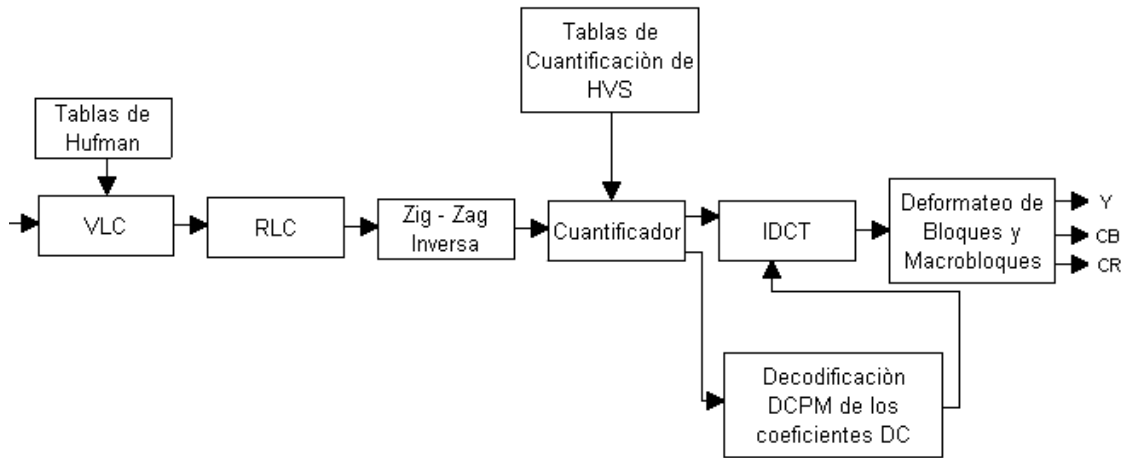 Tablas de
Cuantificaciòn de
HVS
Tablas de
Hufman
VLC
RLC
Zig - Zag
Inversa
Cuantificador
IDCT
Deformateo de
Bloques y
Macrobloques
Y
CB
CR
Decodificaciòn
DCPM de los
coeficientes DC